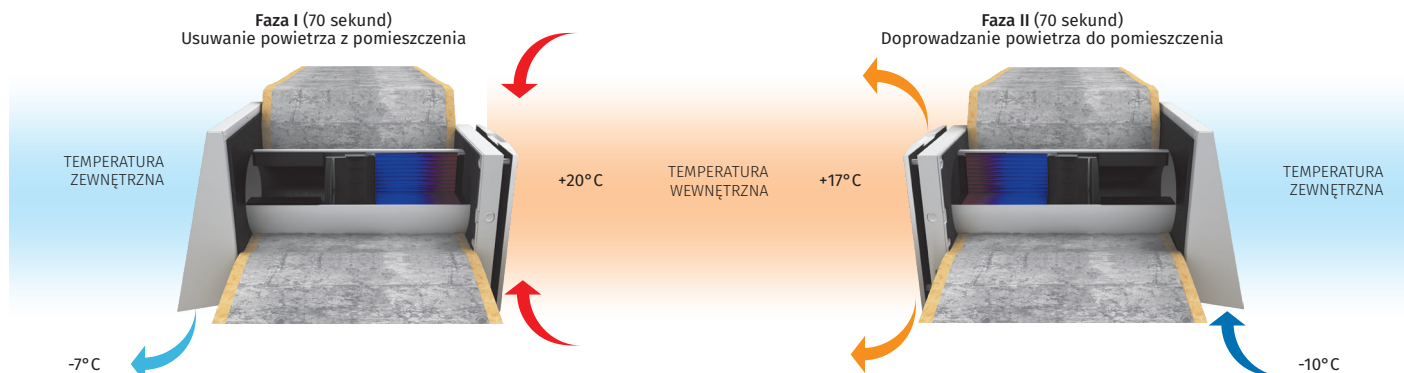 Faza I (70 sekund)
Usuwanie powietrza z pomieszczenia
Faza II (70 sekund)
Doprowadzanie powietrza do pomieszczenia
TEMPERATURA
ZEWNĘTRZNA
+20°C
TEMPERATURA
WEWNĘTRZNA
+17°C
TEMPERATURA
ZEWNĘTRZNA
-7°C
-10°C